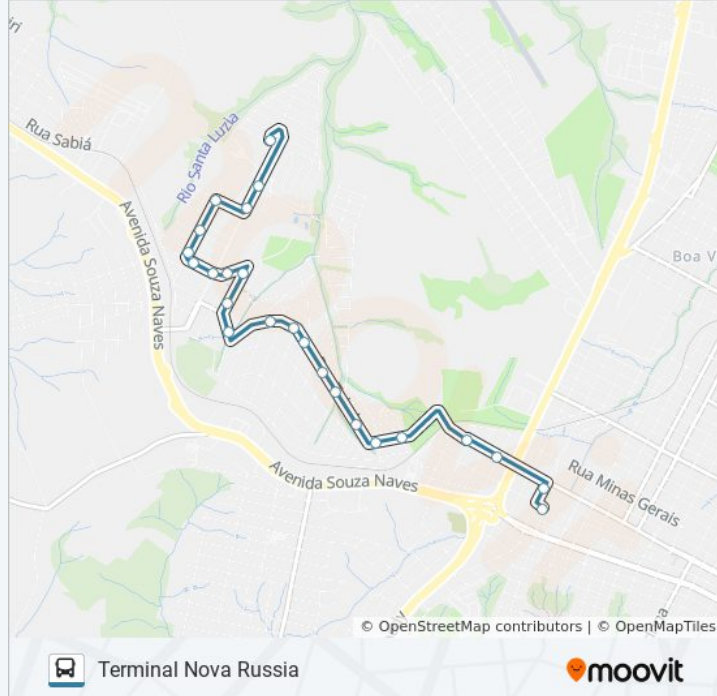 Rua Sabiá
Rio Santa Luzia
Avenida Souza Naves
Boa V
Avenida Souza Naves
Rua Minas Gerais
© OpenStreetMap contributors | © OpenMapTiles
Terminal Nova Russia
moovit